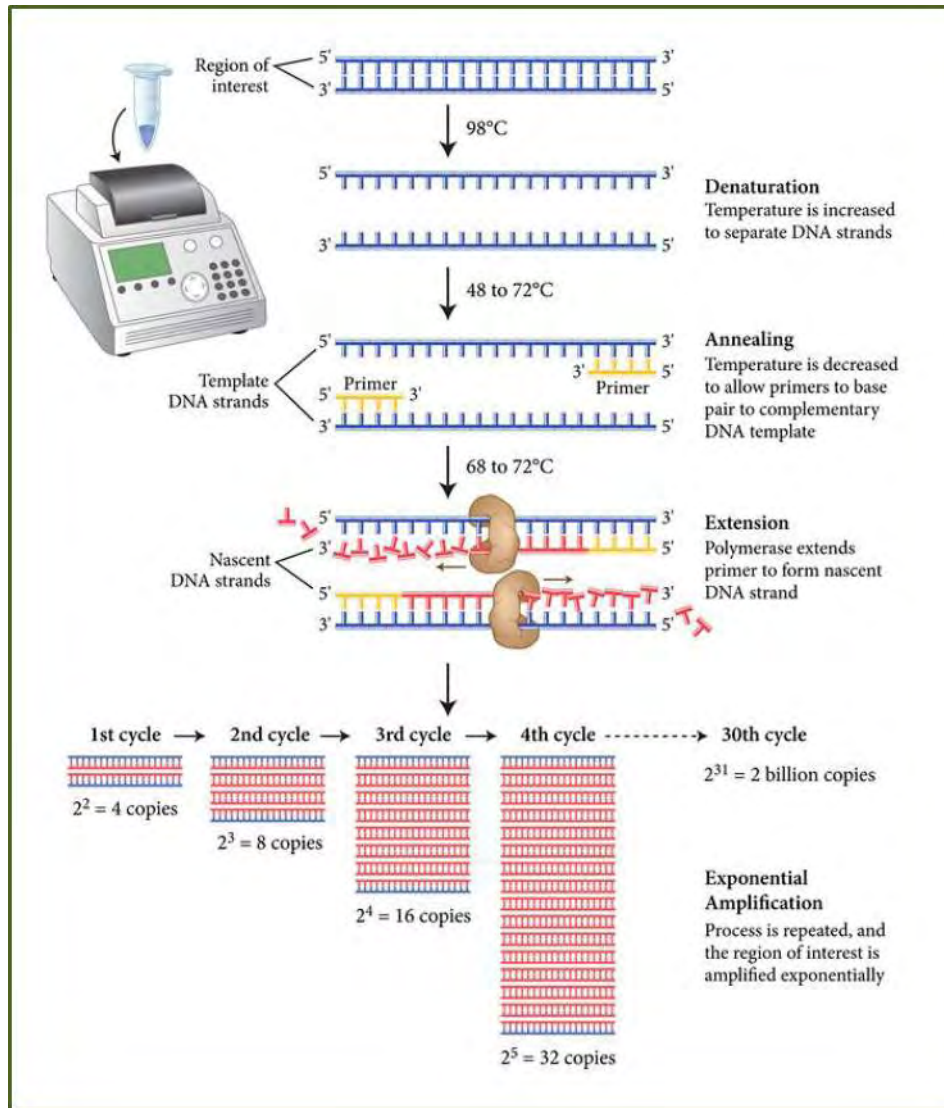 Region of
interest
5'
3'
3'
5'
98°C
5'
3'
3'
5'
Denaturation
Temperature is increased
to separate DNA strands
48 to 72°C
Template
DNA strands
5'
3'
3'
5'
Primer
5'
Primer
3'
3'
5'
Annealing
Temperature is decreased
to allow primers to base
pair to complementary
DNA template
68 to 72°C
Nascent
DNA strands
5'
3'
3'
5'
5'
3'
3'
5'
Extension
Polymerase extends
primer to form nascent
DNA strand
1st cycle
2nd cycle
3rd cycle
4th cycle
30th cycle
2² = 4 copies
2³ = 8 copies
2⁴ = 16 copies
2⁵ = 32 copies
2³¹ = 2 billion copies
Exponential
Amplification
Process is repeated, and
the region of interest is
amplified exponentially